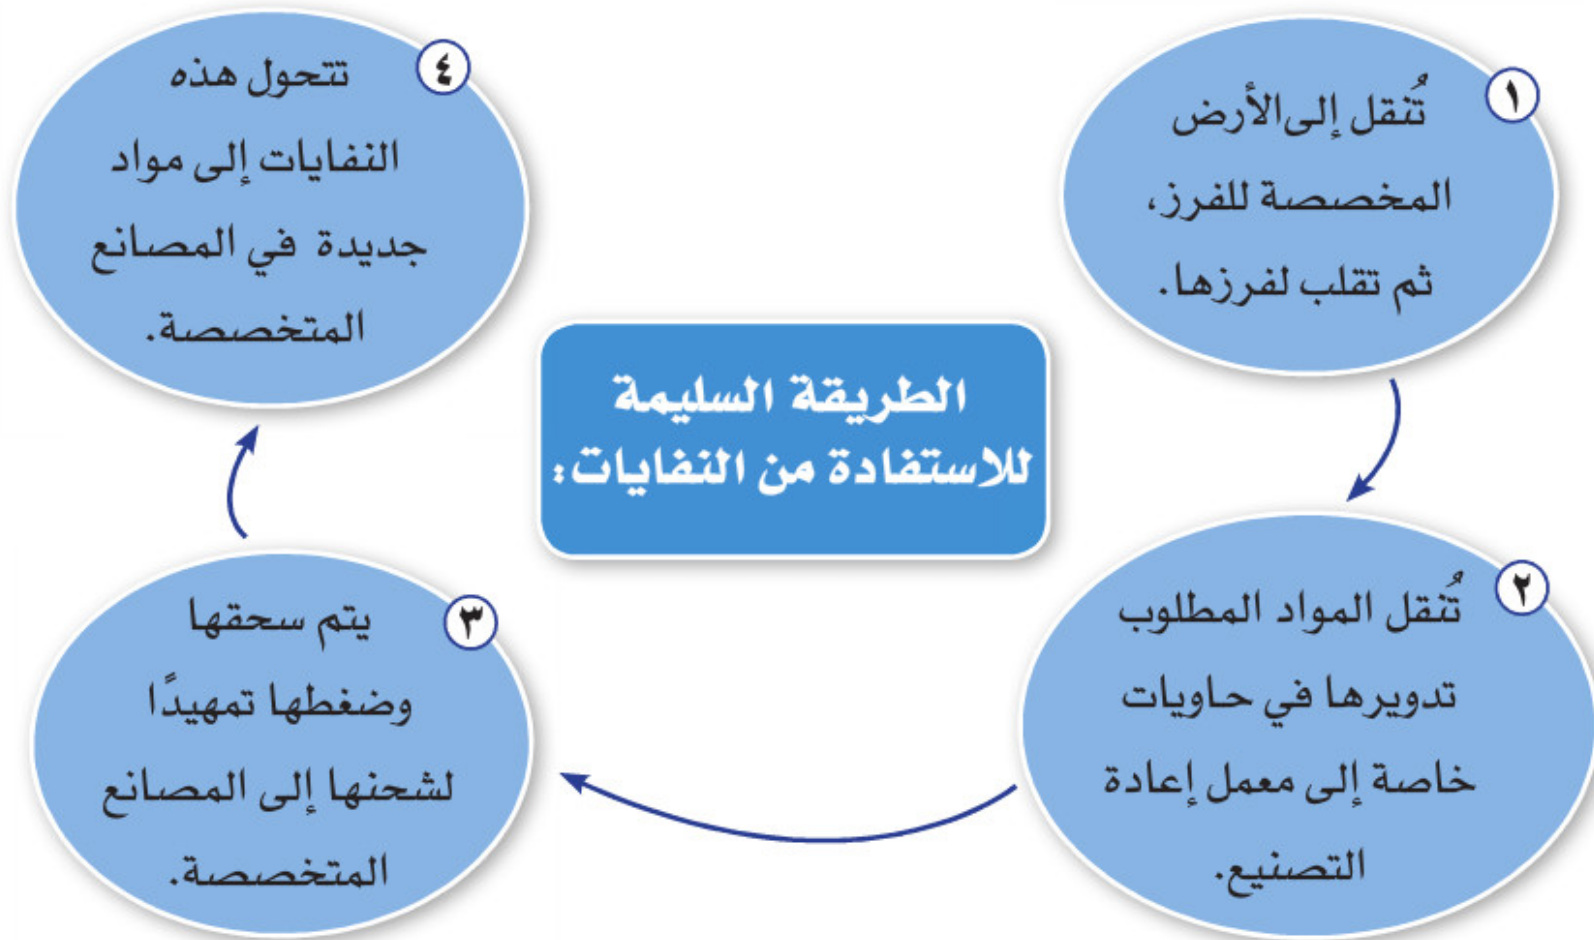 الطريقة السليمة
للاستفادة من النفايات:
١
تُنقل إلى الأرض
المخصصة للفرز،
ثم تقلب لفرزها.
٢
تُنقل المواد المطلوب
تدويرها في حاويات
خاصة إلى معمل إعادة
التصنيع.
٣
يتم سحقها
وضغطها تمهيدًا
لشحنها إلى المصانع
المتخصصة.
٤
تتحول هذه
النفايات إلى مواد
جديدة في المصانع
المتخصصة.